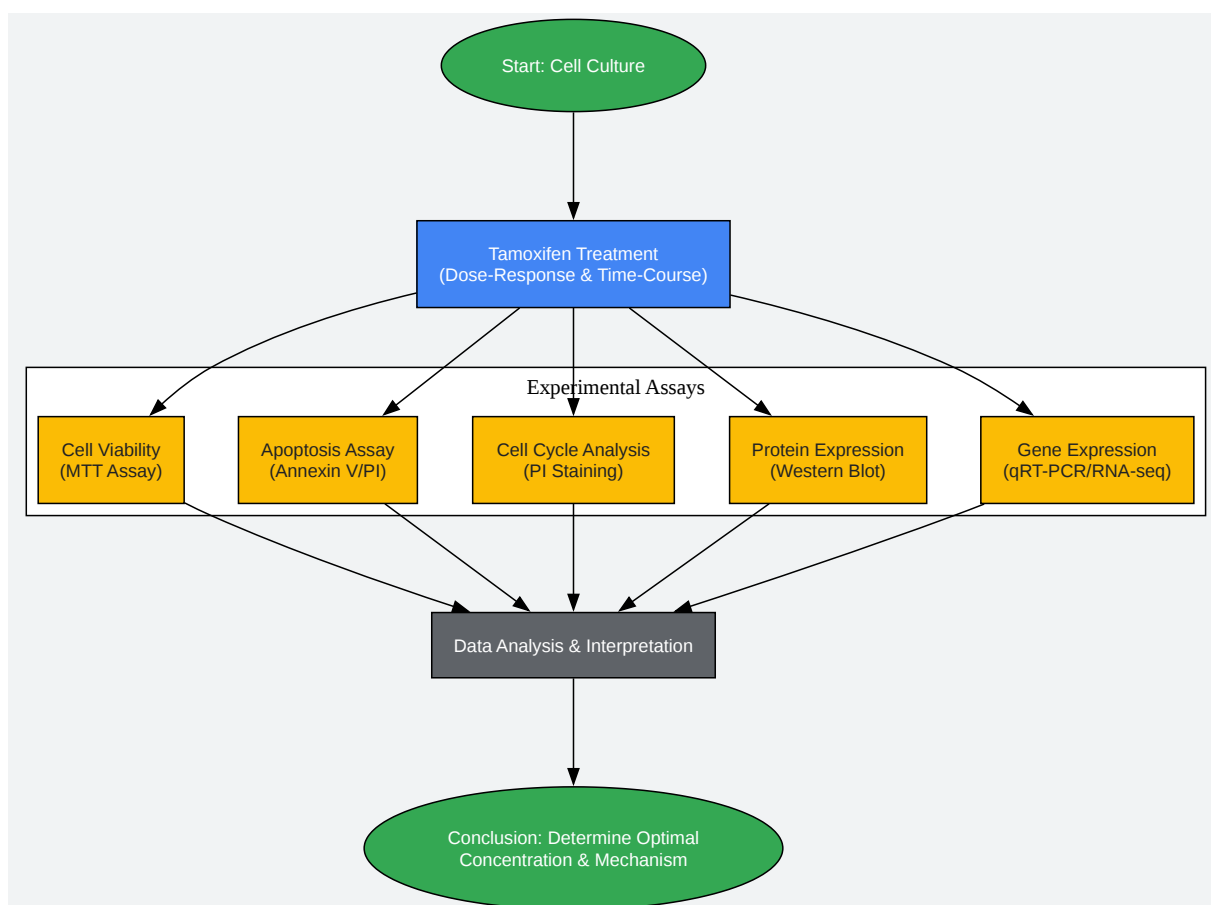 Start: Cell Culture
Tamoxifen Treatment
(Dose-Response & Time-Course)
Experimental Assays
Cell Viability
(MTT Assay)
Apoptosis Assay
(Annexin V/PI)
Cell Cycle Analysis
(PI Staining)
Protein Expression
(Western Blot)
Gene Expression
(qRT-PCR/RNA-seq)
Data Analysis & Interpretation
Conclusion: Determine Optimal
Concentration & Mechanism